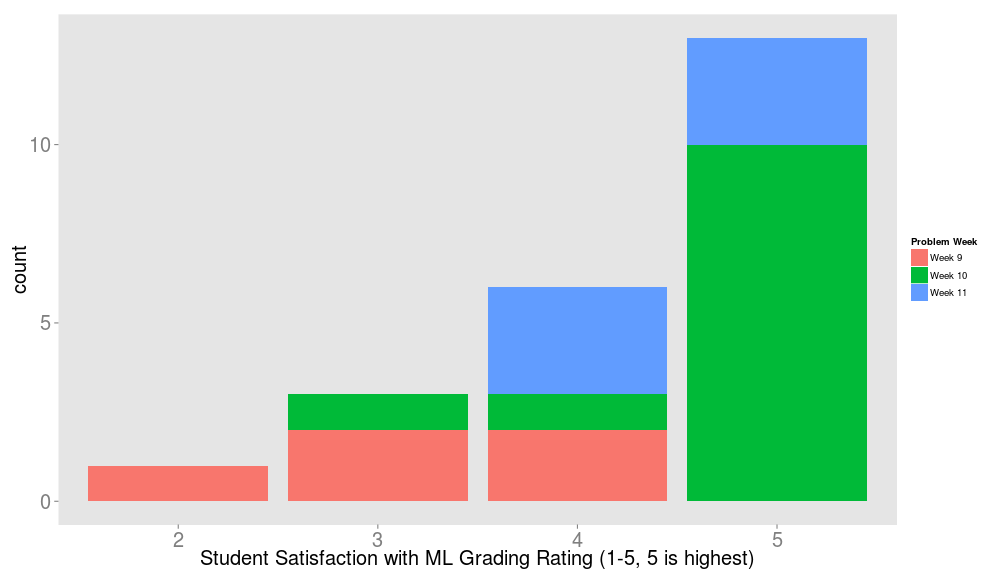 10
5
0
count
2 3 4 5
Student Satisfaction with ML Grading Rating (1-5, 5 is highest)
Problem Week
Week 9
Week 10
Week 11